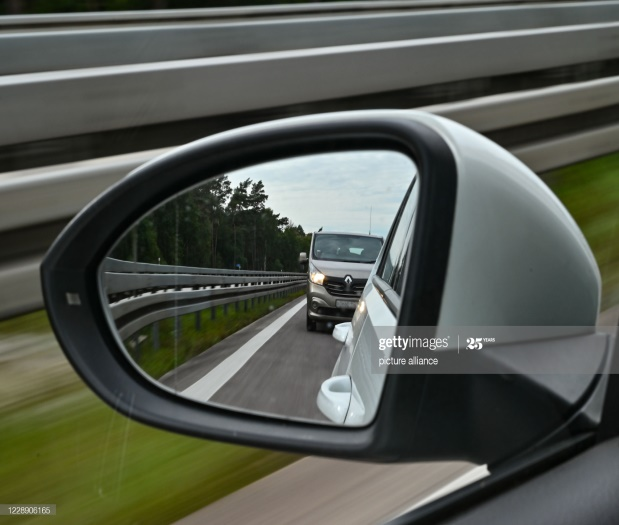 gettyimages® | 25 YEARS
picture alliance
1228906165